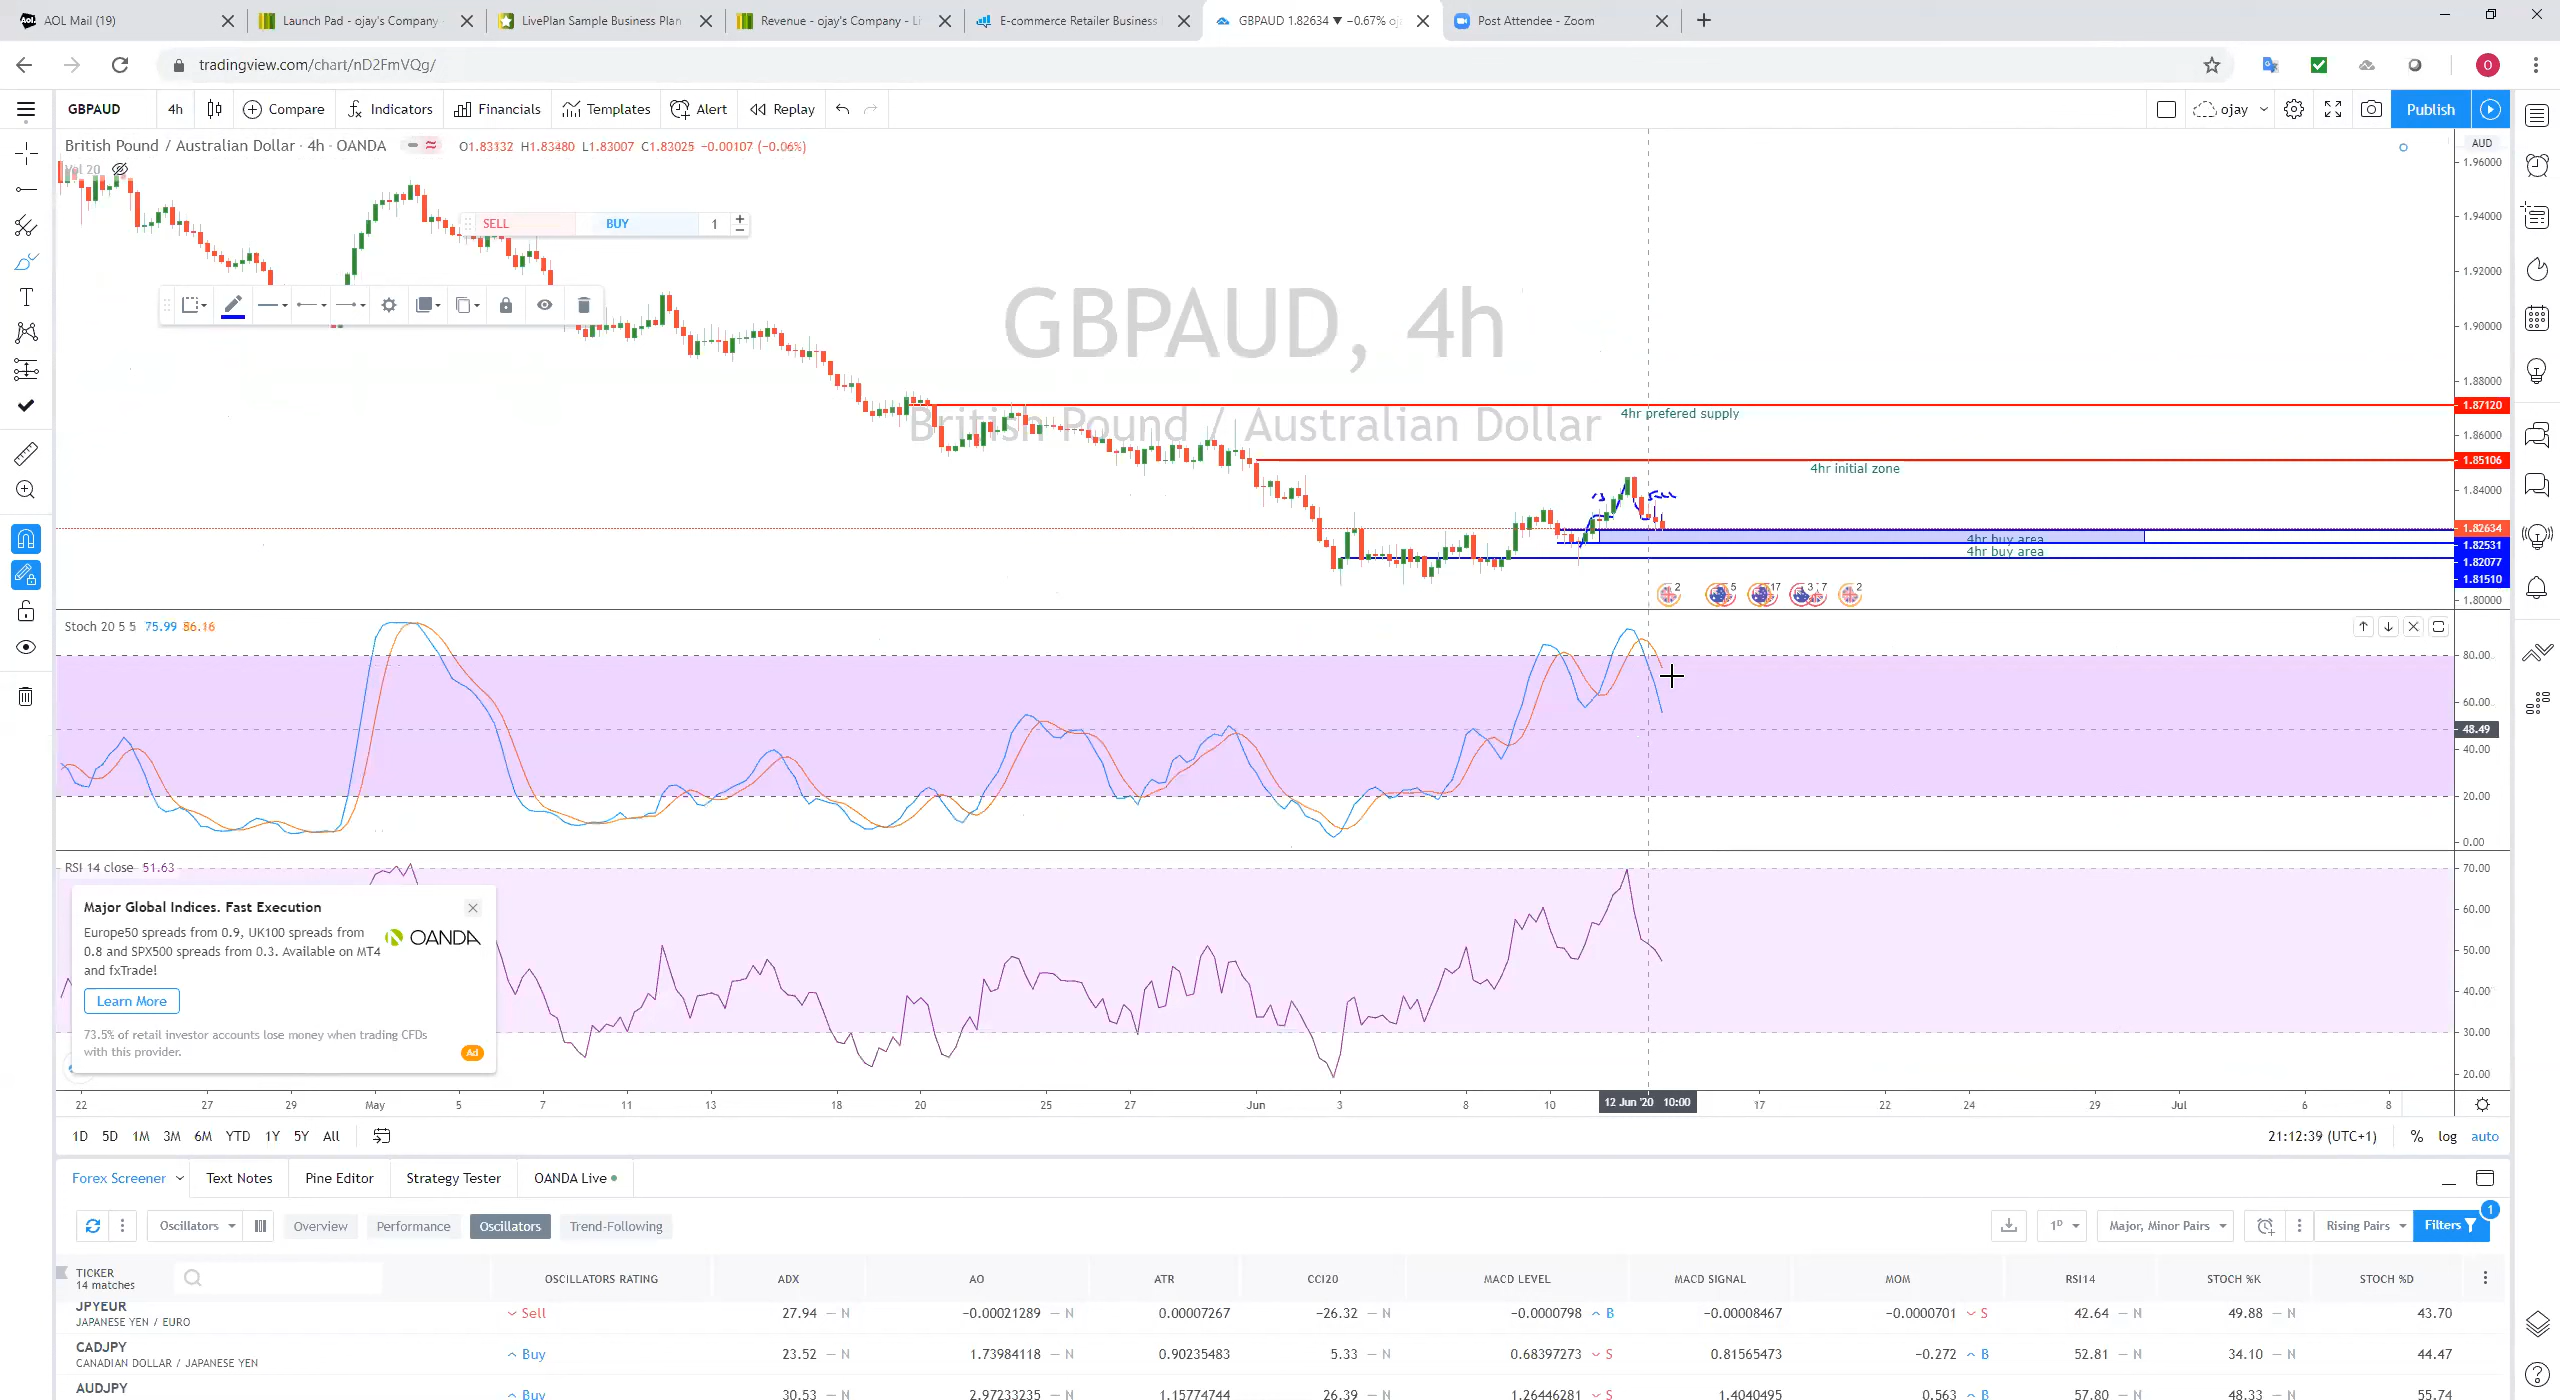 AOL Mail (19)
Launch Pad - ojay's Company
LivePlan Sample Business Plan
Revenue - ojay's Company - Li
E-commerce Retailer Business
GBPAUD 1.82634 ▼ −0.67% oj
Post Attendee - Zoom
tradingview.com/chart/nD2FmVQg/
O
GBPAUD 4h Compare Indicators Financials Templates Alert Replay ojay Publish
British Pound / Australian Dollar · 4h · OANDA O1.83132 H1.83480 L1.83007 C1.83025 −0.00107 (−0.06%)
Vol 20
AUD
SELL BUY 1
GBPAUD, 4h
British Pound / Australian Dollar
4hr prefered supply
4hr initial zone
4hr buy area
4hr buy area
1.96000
1.94000
1.92000
1.90000
1.88000
1.87120
1.86000
1.85106
1.84000
1.82634
1.82531
1.82077
1.81510
1.80000
2 5 17 3 7 2
Stoch 20 5 5 75.99 86.16
80.00
60.00
48.49
40.00
20.00
0.00
RSI 14 close 51.63
70.00
60.00
50.00
40.00
30.00
20.00
Major Global Indices. Fast Execution
Europe50 spreads from 0.9, UK100 spreads from
0.8 and SPX500 spreads from 0.3. Available on MT4
and fxTrade!
OANDA
Learn More
73.5% of retail investor accounts lose money when trading CFDs
with this provider.
Ad
22 27 29 May 5 7 11 13 18 20 25 27 Jun 3 8 10 12 Jun '20 10:00 17 22 24 29 Jul 6 8
1D 5D 1M 3M 6M YTD 1Y 5Y All 21:12:39 (UTC+1) % log auto
Forex Screener Text Notes Pine Editor Strategy Tester OANDA Live
Oscillators Overview Performance Oscillators Trend-Following 1D Major, Minor Pairs Rising Pairs Filters 1
TICKER OSCILLATORS RATING ADX AO ATR CCI20 MACD LEVEL MACD SIGNAL MOM RSI14 STOCH %K STOCH %D
14 matches
JPYEUR Sell 27.94 — N −0.00021289 — N 0.00007267 −26.32 — N −0.0000798 B −0.00008467 −0.0000701 S 42.64 — N 49.88 — N 43.70
JAPANESE YEN / EURO
CADJPY Buy 23.52 — N 1.73984118 — N 0.90235483 5.33 — N 0.68397273 S 0.81565473 −0.272 B 52.81 — N 34.10 — N 44.47
CANADIAN DOLLAR / JAPANESE YEN
AUDJPY Buy 30.53 — N 2.97233235 — N 1.15774744 26.39 — N 1.26446281 S 1.4040495 0.563 B 57.80 — N 48.33 — N 55.74